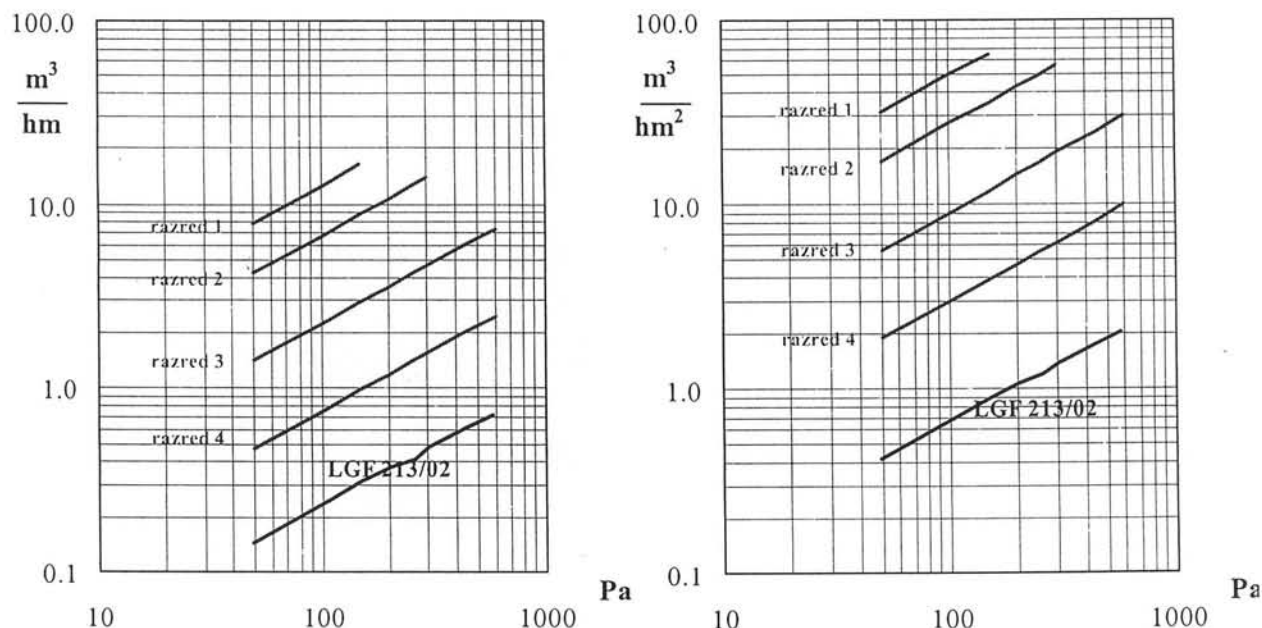 100.0
m³
hm
10.0
1.0
0.1
10
100
1000
Pa
razred 1
razred 2
razred 3
razred 4
LGF 213/02
100.0
m³
hm²
10.0
1.0
0.1
10
100
1000
Pa
razred 1
razred 2
razred 3
razred 4
LGF 213/02